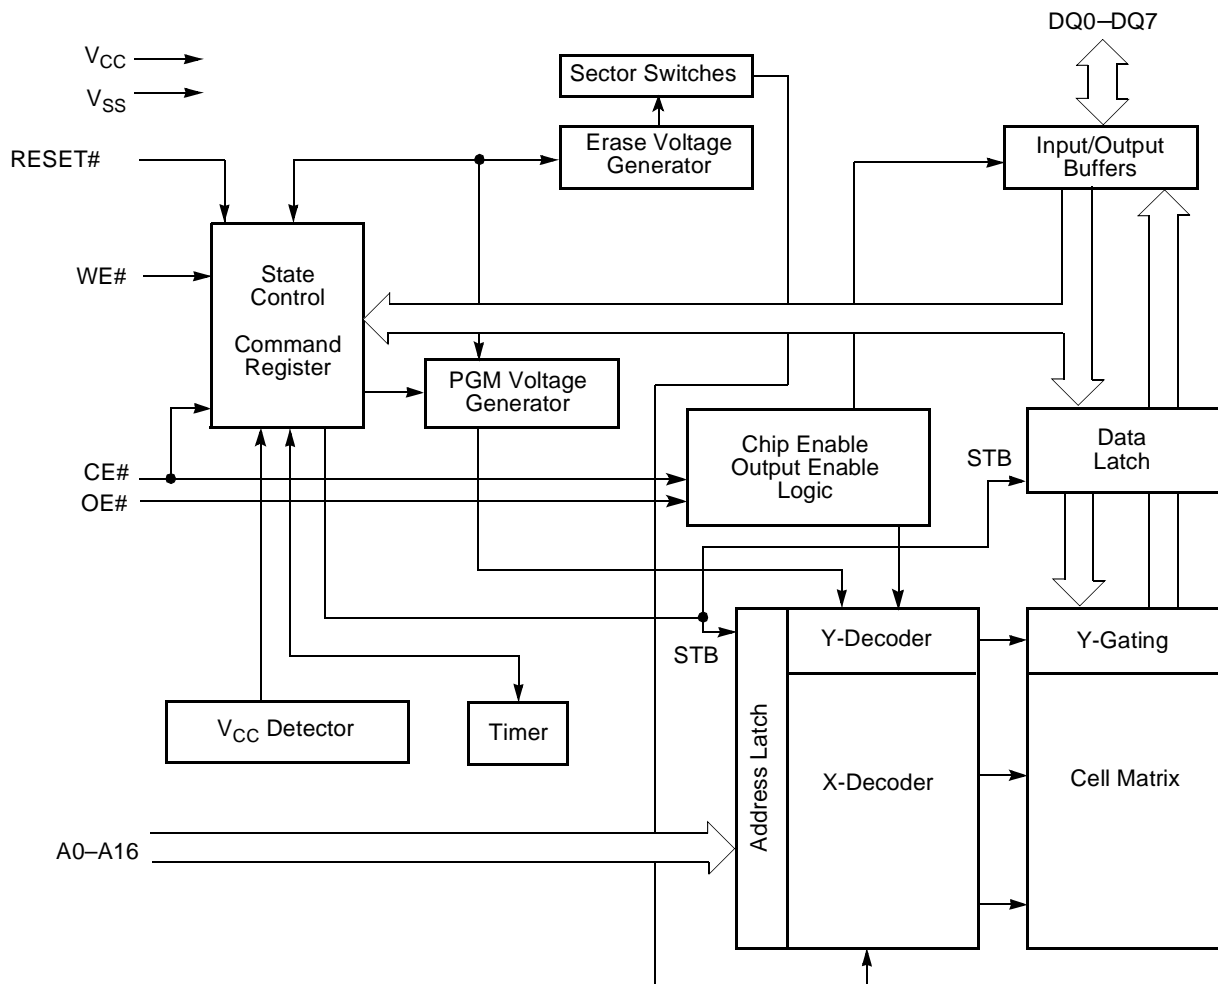 DQ0–DQ7
VCC
VSS
Sector Switches
RESET#
Erase Voltage
Generator
Input/Output
Buffers
WE#
State
Control
Command
Register
PGM Voltage
Generator
Chip Enable
Output Enable
Logic
Data
Latch
STB
CE#
OE#
STB
Y-Decoder
Y-Gating
VCC Detector
Timer
Address Latch
X-Decoder
Cell Matrix
A0–A16